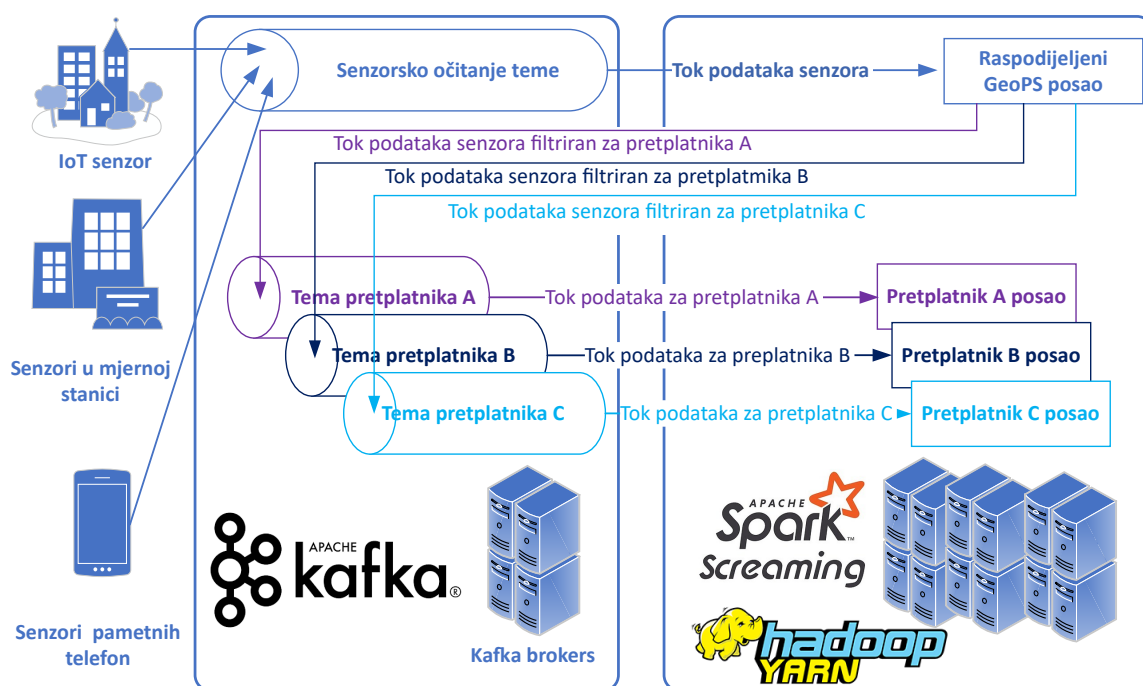 Senzorsko očitanje teme
Tok podataka senzora
Raspodijeljeni
GeoPS posao
IoT senzor
Tok podataka senzora filtriran za pretplatnika A
Tok podataka senzora filtriran za pretplatmika B
Tok podataka senzora filtriran za pretplatnika C
Tema pretplatnika A
Tok podataka za pretplatnika A
Pretplatnik A posao
Tema pretplatnika B
Tok podataka za preplatnika B
Pretplatnik B posao
Tema pretplatnika C
Tok podataka za pretplatnika C
Pretplatnik C posao
Senzori u mjernoj
stanici
Senzori pametnih
telefon
APACHE
kafka®
Kafka brokers
APACHE
Spark™
Screaming
hadoop
YARN